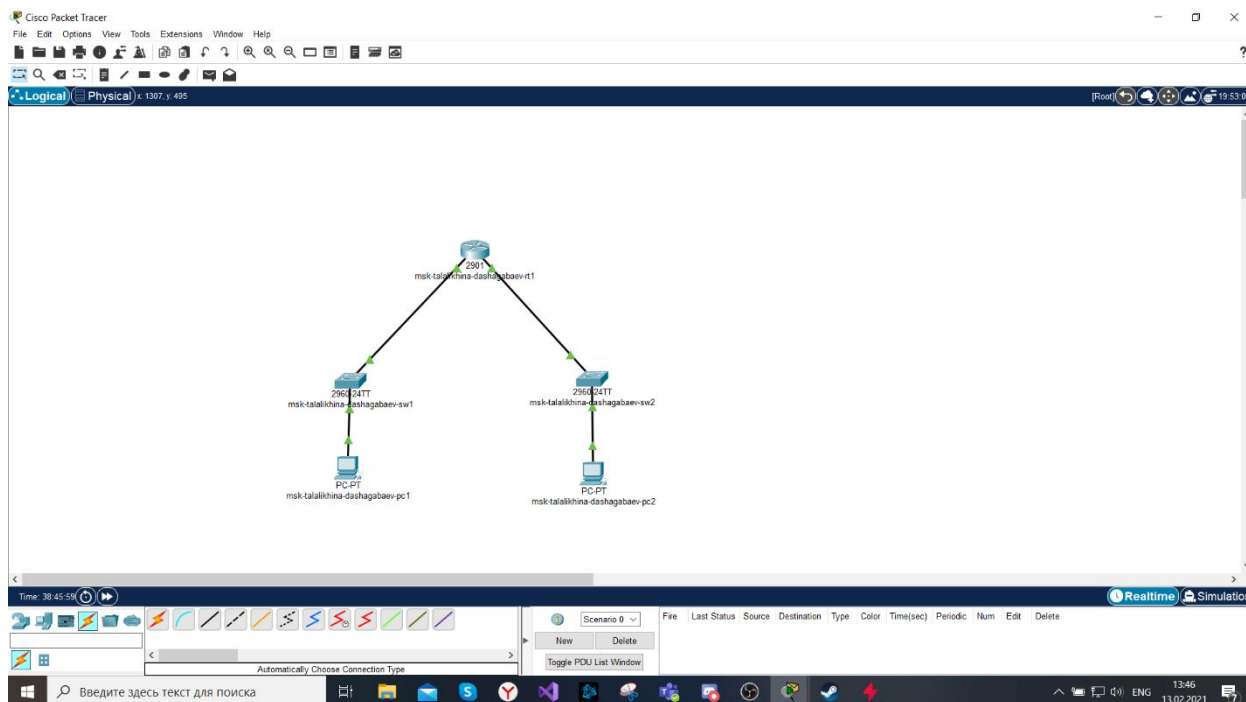 Cisco Packet Tracer
File Edit Options View Tools Extensions Window Help
?
Logical Physical x: 1307, y: 495 [Root] 19:53:0
2901
msk-talalikhina-dashagabaev-rt1
2960-24TT
msk-talalikhina-dashagabaev-sw1
2960-24TT
msk-talalikhina-dashagabaev-sw2
PC-PT
msk-talalikhina-dashagabaev-pc1
PC-PT
msk-talalikhina-dashagabaev-pc2
Time: 38:45:59 Realtime Simulation
Scenario 0 Fire Last Status Source Destination Type Color Time(sec) Periodic Num Edit Delete
New Delete
Toggle PDU List Window
Automatically Choose Connection Type
Введите здесь текст для поиска
ENG 13:46
13.02.2021